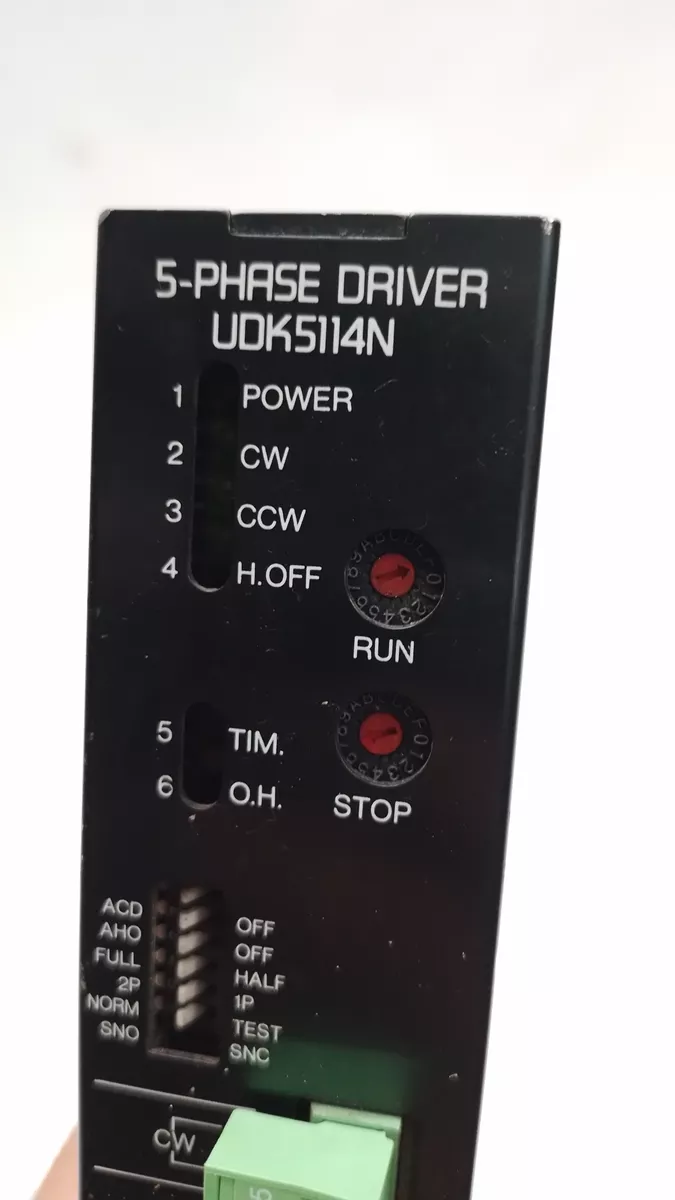 5-PHASE DRIVER
UDK5114N
1 POWER
2 CW
3 CCW
4 H.OFF
RUN
5 TIM.
6 O.H.
STOP
ACD OFF
AHO OFF
FULL HALF
2P 1P
NORM TEST
SNO SNC
CW
5